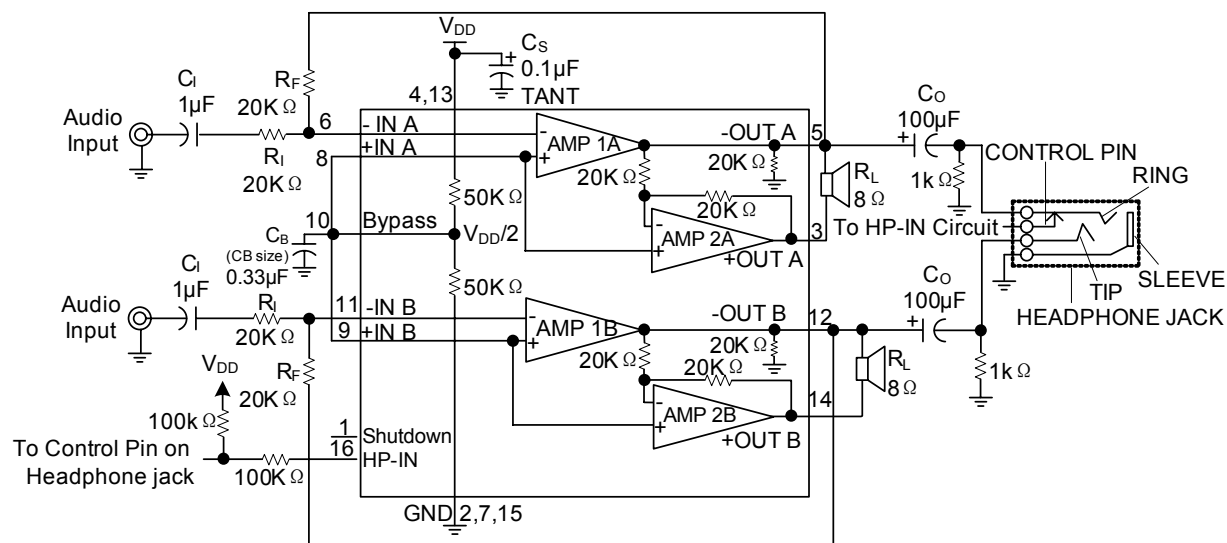 V_DD
C_S
0.1µF
TANT
4,13
C_I
1µF
R_F
20K Ω
Audio
Input
R_I
20K Ω
6
8
- IN A
+IN A
AMP 1A
-
+
-OUT A
5
20K Ω
20K Ω
20K Ω
R_L
8Ω
AMP 2A
-
+
3
+OUT A
C_O
100µF
1k Ω
CONTROL PIN
RING
To HP-IN Circuit
SLEEVE
TIP
HEADPHONE JACK
50K Ω
10
Bypass
V_DD/2
C_B
(CB size)
0.33µF
50K Ω
C_I
1µF
Audio
Input
R_I
20K Ω
11
9
-IN B
+IN B
AMP 1B
-
+
-OUT B
12
20K Ω
20K Ω
20K Ω
R_L
8Ω
AMP 2B
-
+
14
+OUT B
C_O
100µF
1k Ω
V_DD
R_F
20K Ω
100k Ω
To Control Pin on
Headphone jack
100K Ω
1
16
Shutdown
HP-IN
GND 2,7,15